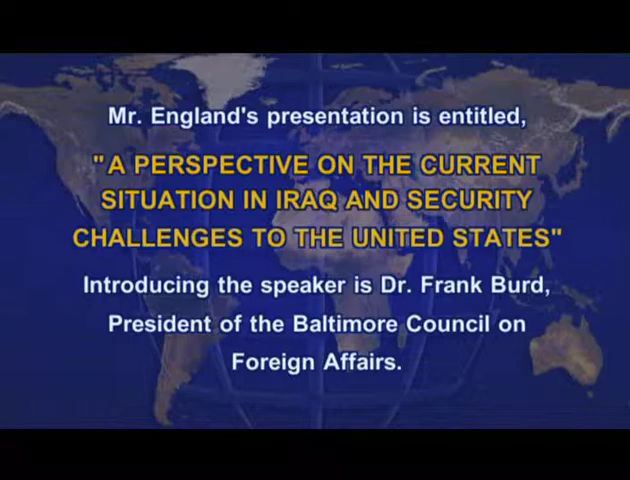 Mr. England's presentation is entitled,
"A PERSPECTIVE ON THE CURRENT
SITUATION IN IRAQ AND SECURITY
CHALLENGES TO THE UNITED STATES"
Introducing the speaker is Dr. Frank Burd,
President of the Baltimore Council on
Foreign Affairs.